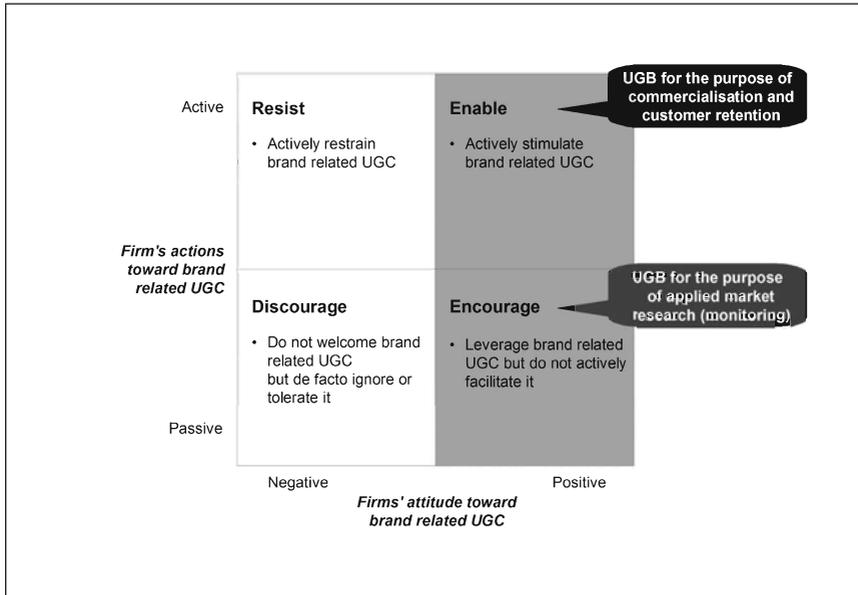 UGB for the purpose of
commercialisation and
customer retention
Active
Resist
Enable
• Actively restrain
brand related UGC
• Actively stimulate
brand related UGC
Firm's actions
toward brand
related UGC
UGB for the purpose
of applied market
research (monitoring)
Discourage
Encourage
• Do not welcome brand
related UGC
but de facto ignore or
tolerate it
• Leverage brand related
UGC but do not actively
facilitate it
Passive
Negative
Positive
Firms' attitude toward
brand related UGC